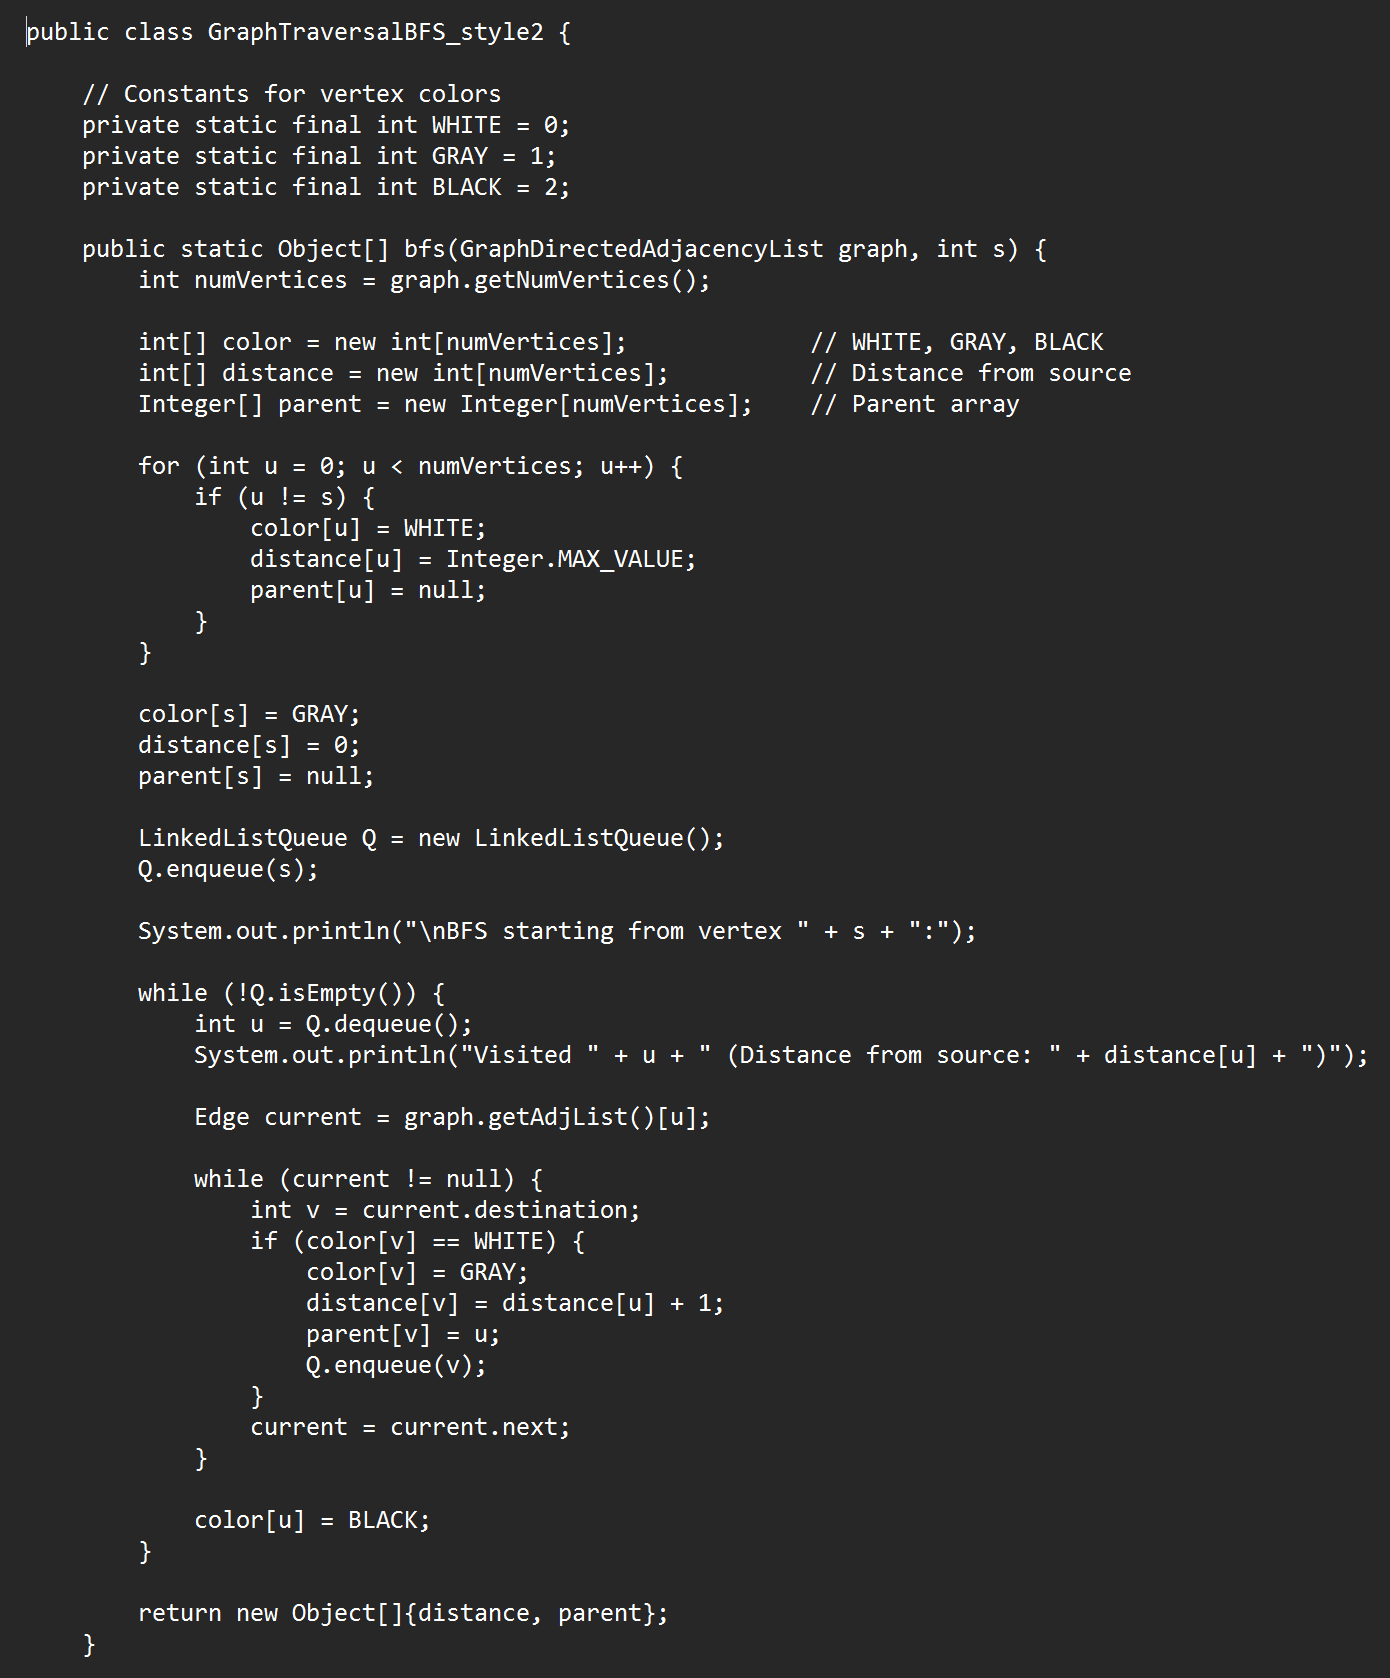 public class GraphTraversalBFS_style2 {
// Constants for vertex colors
private static final int WHITE = 0;
private static final int GRAY = 1;
private static final int BLACK = 2;
public static Object[] bfs(GraphDirectedAdjacencyList graph, int s) {
int numVertices = graph.getNumVertices();
int[] color = new int[numVertices];             // WHITE, GRAY, BLACK
int[] distance = new int[numVertices];          // Distance from source
Integer[] parent = new Integer[numVertices];    // Parent array
for (int u = 0; u < numVertices; u++) {
if (u != s) {
color[u] = WHITE;
distance[u] = Integer.MAX_VALUE;
parent[u] = null;
}
}
color[s] = GRAY;
distance[s] = 0;
parent[s] = null;
LinkedListQueue Q = new LinkedListQueue();
Q.enqueue(s);
System.out.println("\nBFS starting from vertex " + s + ":");
while (!Q.isEmpty()) {
int u = Q.dequeue();
System.out.println("Visited " + u + " (Distance from source: " + distance[u] + ")");
Edge current = graph.getAdjList()[u];
while (current != null) {
int v = current.destination;
if (color[v] == WHITE) {
color[v] = GRAY;
distance[v] = distance[u] + 1;
parent[v] = u;
Q.enqueue(v);
}
current = current.next;
}
color[u] = BLACK;
}
return new Object[]{distance, parent};
}